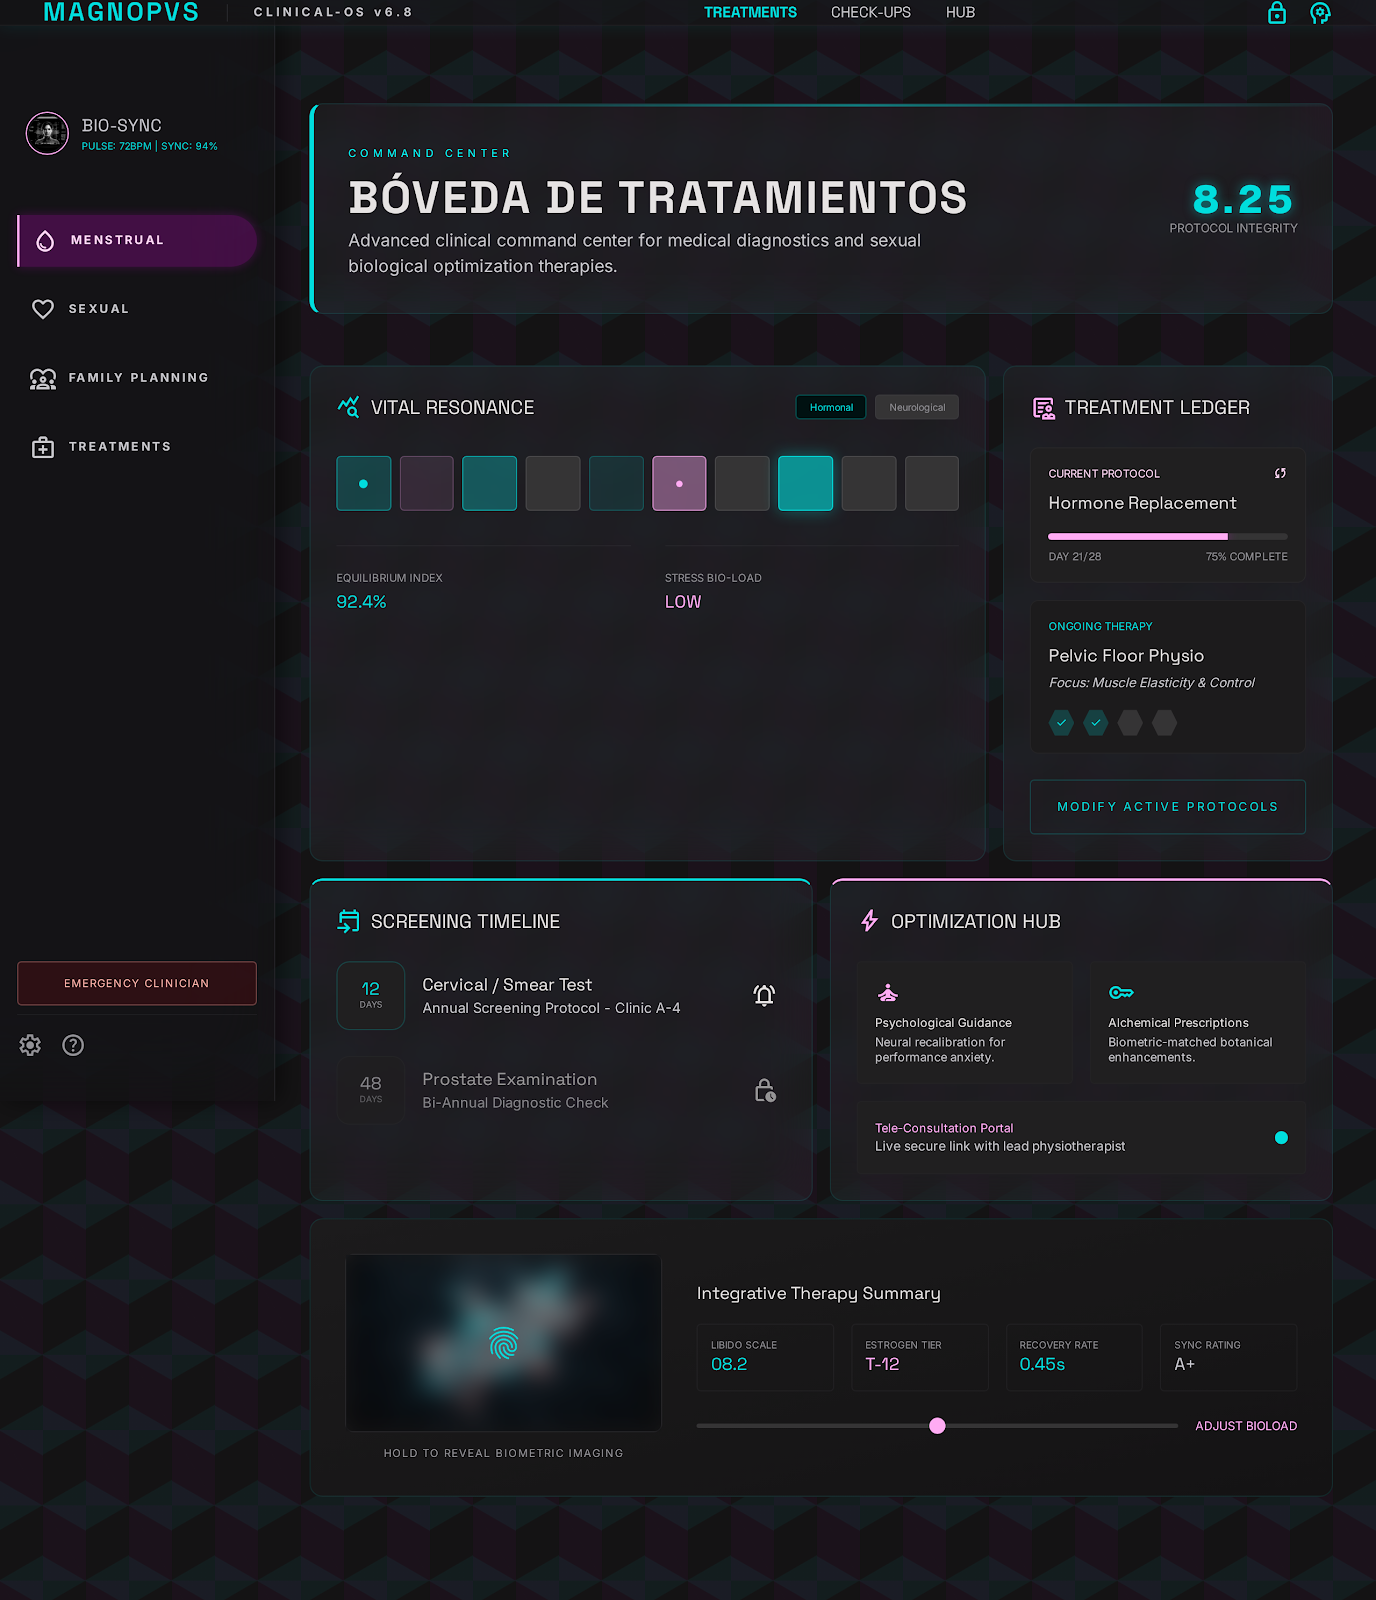 MAGNOPVS
CLINICAL-OS v6.8
TREATMENTS
CHECK-UPS
HUB
BIO-SYNC
PULSE: 72BPM | SYNC: 94%
MENSTRUAL
SEXUAL
FAMILY PLANNING
TREATMENTS
EMERGENCY CLINICIAN
COMMAND CENTER
BÓVEDA DE TRATAMIENTOS
Advanced clinical command center for medical diagnostics and sexual
biological optimization therapies.
8.25
PROTOCOL INTEGRITY
VITAL RESONANCE
Hormonal
Neurological
EQUILIBRIUM INDEX
92.4%
STRESS BIO-LOAD
LOW
TREATMENT LEDGER
CURRENT PROTOCOL
Hormone Replacement
DAY 21/28
75% COMPLETE
ONGOING THERAPY
Pelvic Floor Physio
Focus: Muscle Elasticity & Control
MODIFY ACTIVE PROTOCOLS
SCREENING TIMELINE
12
DAYS
Cervical / Smear Test
Annual Screening Protocol - Clinic A-4
48
DAYS
Prostate Examination
Bi-Annual Diagnostic Check
OPTIMIZATION HUB
Psychological Guidance
Neural recalibration for
performance anxiety.
Alchemical Prescriptions
Biometric-matched botanical
enhancements.
Tele-Consultation Portal
Live secure link with lead physiotherapist
HOLD TO REVEAL BIOMETRIC IMAGING
Integrative Therapy Summary
LIBIDO SCALE
08.2
ESTROGEN TIER
T-12
RECOVERY RATE
0.45s
SYNC RATING
A+
ADJUST BIOLOAD